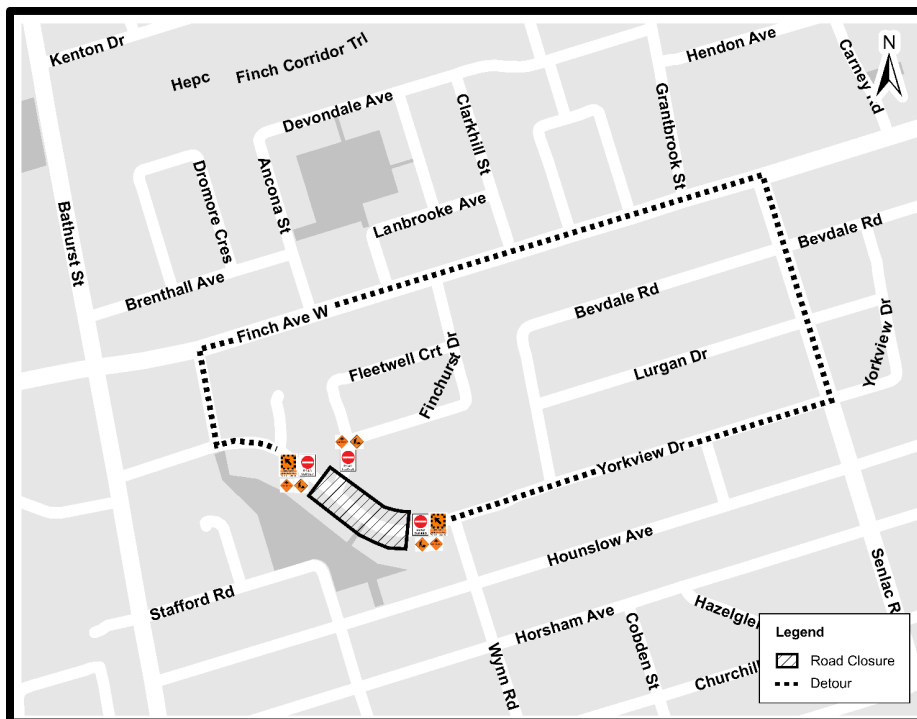 Kenton Dr
Hepc
Finch Corridor Trl
Hendon Ave
Carney Rd
N
Devondale Ave
Clarkhill St
Grantbrook St
Dromore Cres
Ancona St
Bathurst St
Lanbrooke Ave
Bevdale Rd
Brenthall Ave
Bevdale Rd
Finch Ave W
Fleetwell Crt
Finchurst Dr
Lurgan Dr
Yorkview Dr
Yorkview Dr
Hounslow Ave
Senlac R
Stafford Rd
Horsham Ave
Hazelgle
Cobden St
Wynn Rd
Churchill
Legend
Road Closure
Detour